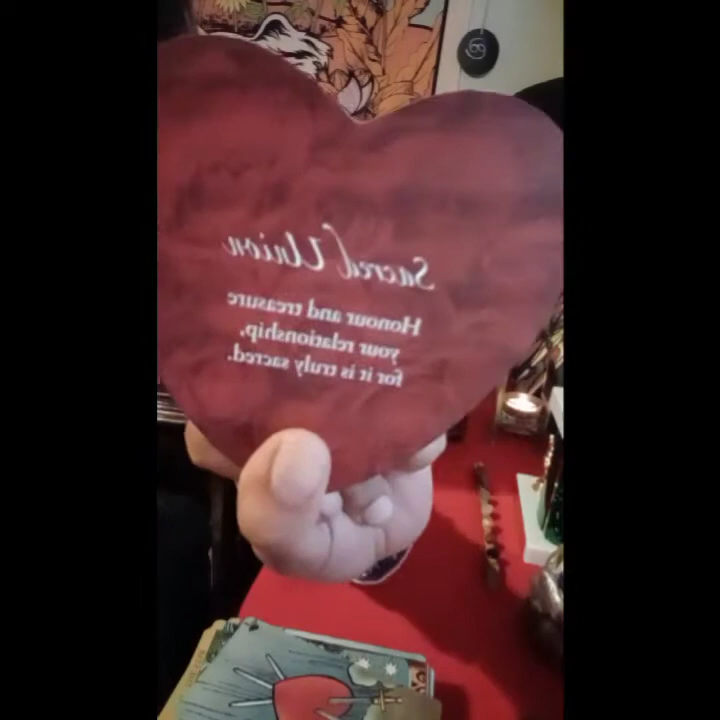 Sacred Union
Honour and treasure
your relationship,
for it is truly sacred.